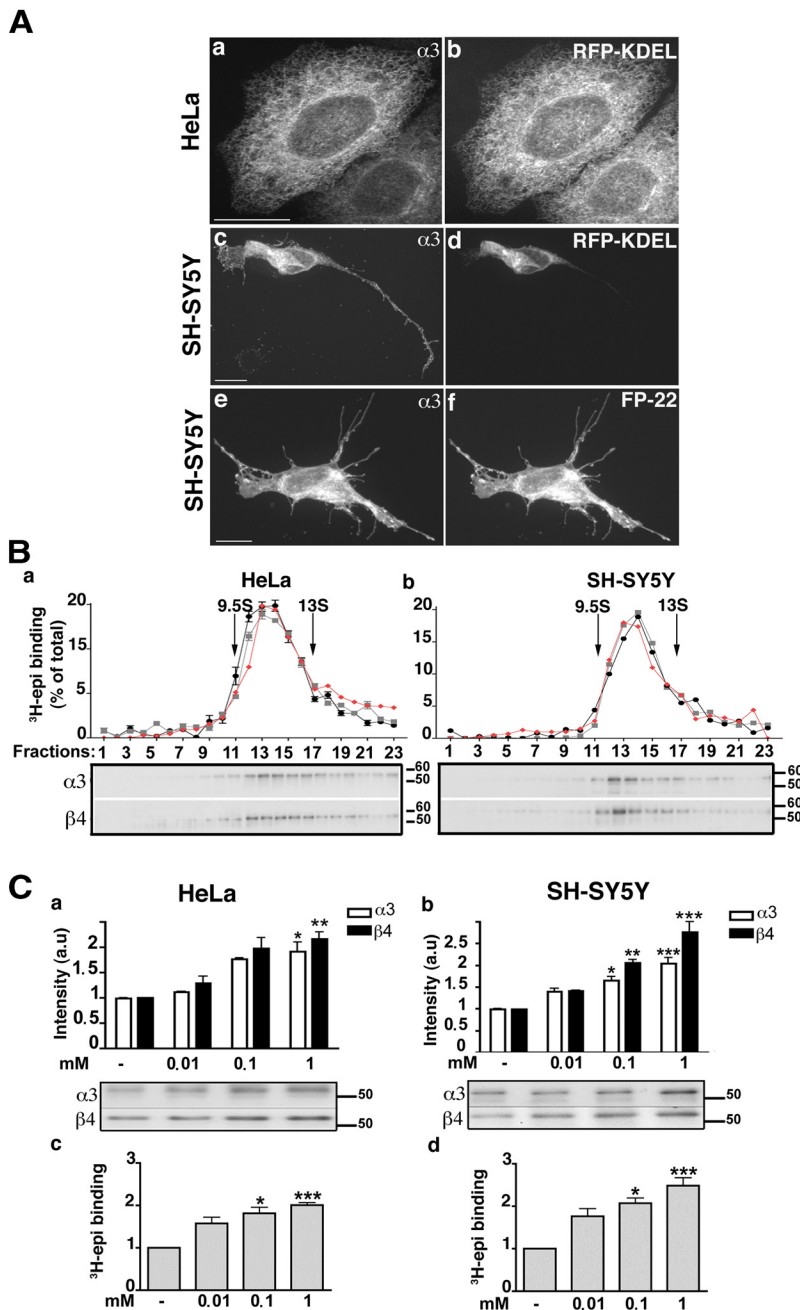 A
a α3 b RFP-KDEL
HeLa
c α3 d RFP-KDEL
SH-SY5Y
e α3 f FP-22
SH-SY5Y
B
a HeLa b SH-SY5Y
9.5S 13S 9.5S 13S
³H-epi binding
(% of total)
20 15 5 0
20 15 10 5 0
Fractions: 1 3 5 7 9 11 13 15 17 19 21 23 1 3 5 7 9 11 13 15 17 19 21 23
α3 60 50 60 50
β4 60 50 60 50
C
HeLa SH-SY5Y
a b
α3 α3
β4 β4
Intensity (a.u)
2 1.5 1 0.5 0
* **
mM - 0.01 0.1 1
Intensity (a.u)
2,5 2 1.5 1 0.5 0
* ** *** ***
mM - 0.01 0.1 1
α3 50 α3 50
β4 50 β4 50
c d
³H-epi binding
3 2 1 0
* ***
mM - 0.01 0.1 1
³H-epi binding
3 2 1 0
* ***
mM - 0.01 0.1 1